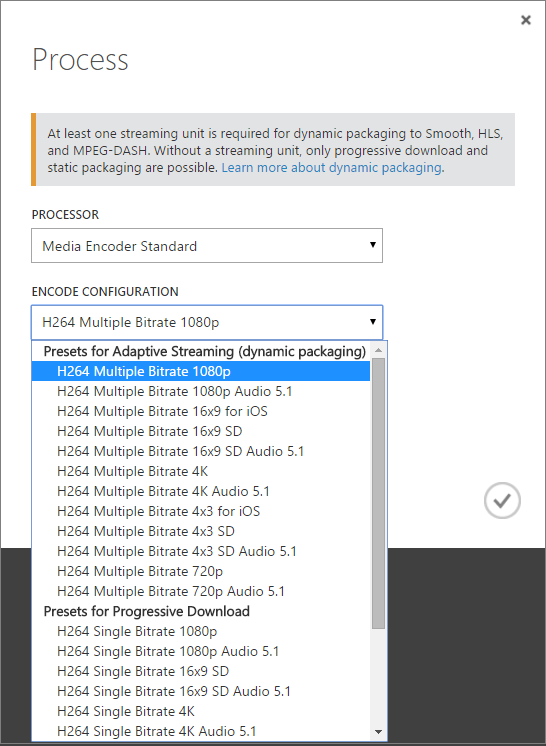 Process
At least one streaming unit is required for dynamic packaging to Smooth, HLS,
and MPEG-DASH. Without a streaming unit, only progressive download and
static packaging are possible. Learn more about dynamic packaging.
PROCESSOR
Media Encoder Standard
ENCODE CONFIGURATION
H264 Multiple Bitrate 1080p
Presets for Adaptive Streaming (dynamic packaging)
H264 Multiple Bitrate 1080p
H264 Multiple Bitrate 1080p Audio 5.1
H264 Multiple Bitrate 16x9 for iOS
H264 Multiple Bitrate 16x9 SD
H264 Multiple Bitrate 16x9 SD Audio 5.1
H264 Multiple Bitrate 4K
H264 Multiple Bitrate 4K Audio 5.1
H264 Multiple Bitrate 4x3 for iOS
H264 Multiple Bitrate 4x3 SD
H264 Multiple Bitrate 4x3 SD Audio 5.1
H264 Multiple Bitrate 720p
H264 Multiple Bitrate 720p Audio 5.1
Presets for Progressive Download
H264 Single Bitrate 1080p
H264 Single Bitrate 1080p Audio 5.1
H264 Single Bitrate 16x9 SD
H264 Single Bitrate 16x9 SD Audio 5.1
H264 Single Bitrate 4K
H264 Single Bitrate 4K Audio 5.1